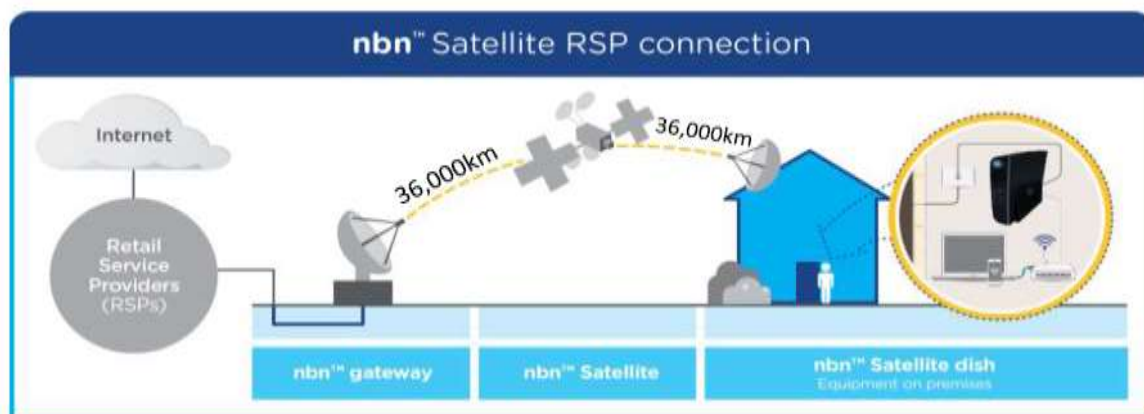 nbn™ Satellite RSP connection
Internet
36,000km
36,000km
Retail
Service
Providers
(RSPs)
nbn™ gateway
nbn™ Satellite
nbn™ Satellite dish
Equipment on premises